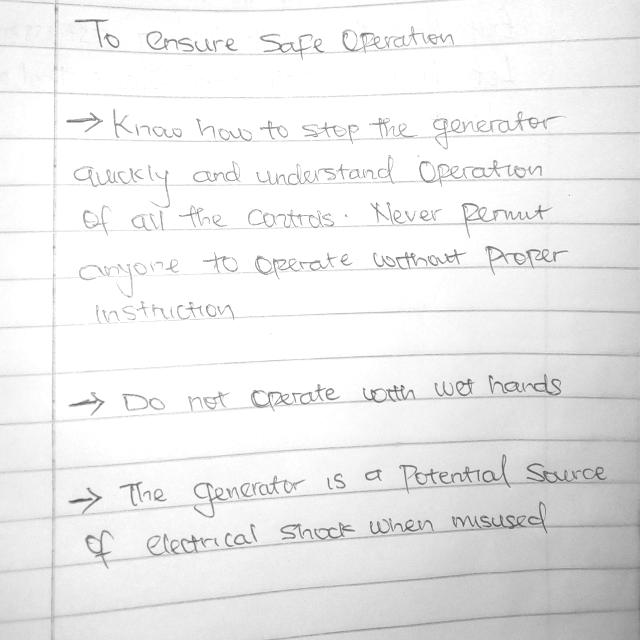 To ensure Safe Operation
→ Know how to stop the generator
quickly and understand Operation
of all the Controls. Never Permit
anyone to operate without Proper
instruction
→ Do not operate with wet hands
→ The generator is a Potential Source
of electrical shock when misused